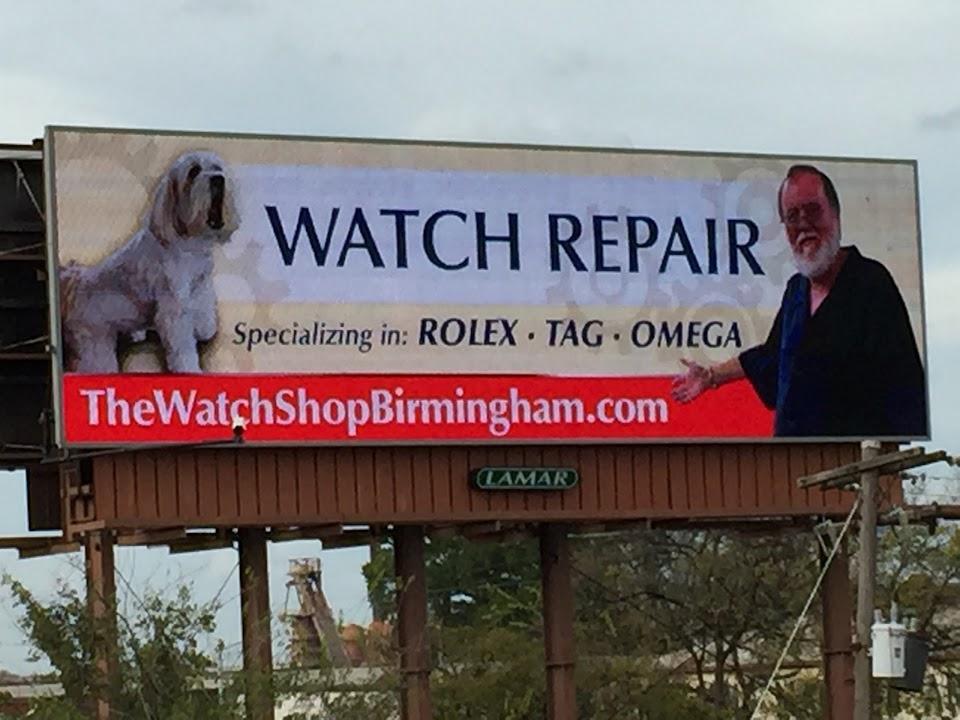 WATCH REPAIR
Specializing in: ROLEX · TAG · OMEGA
TheWatchShopBirmingham.com
LAMAR